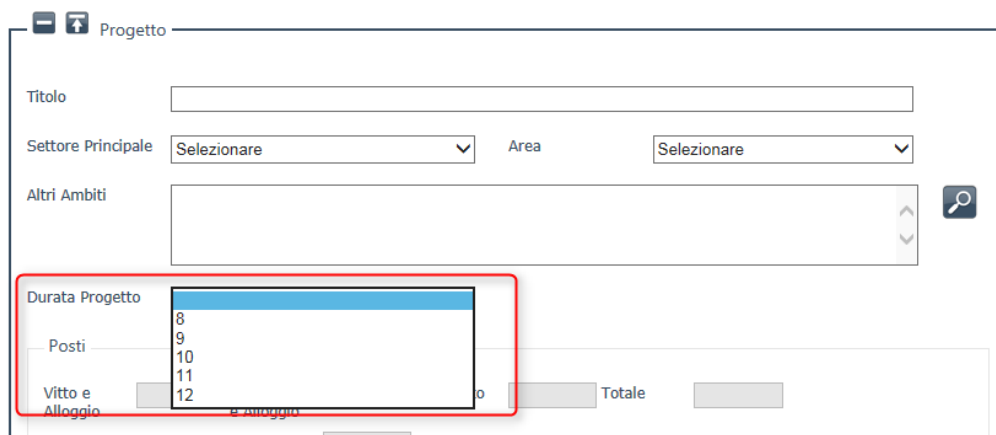 Progetto
Titolo
Settore Principale Selezionare Area Selezionare
Altri Ambiti
Durata Progetto
8
Posti
9
10
11
Vitto e 12 Totale
Alloggio e Alloggio